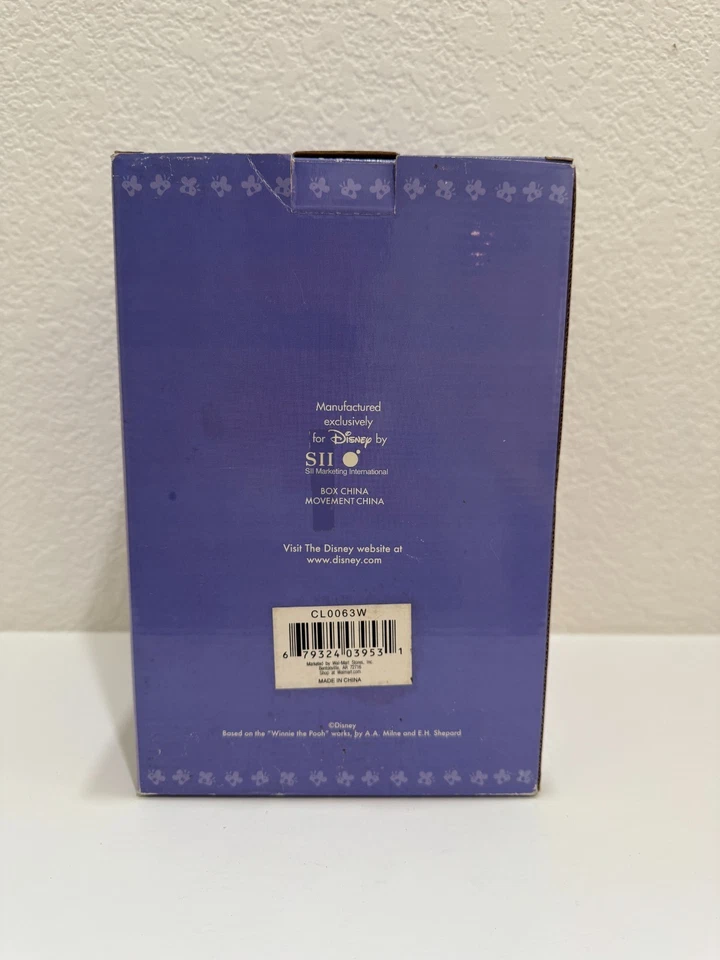 Manufactured
exclusively
for Disney by
SII
SII Marketing International
BOX CHINA
MOVEMENT CHINA
Visit The Disney website at
www.disney.com
CL0063W
6 79324 03953 1
Marketed by Wal-Mart Stores, Inc.
Bentonville, AR 72716
Shop at Walmart.com
MADE IN CHINA
©Disney
Based on the "Winnie the Pooh" works, by A.A. Milne and E.H. Shepard